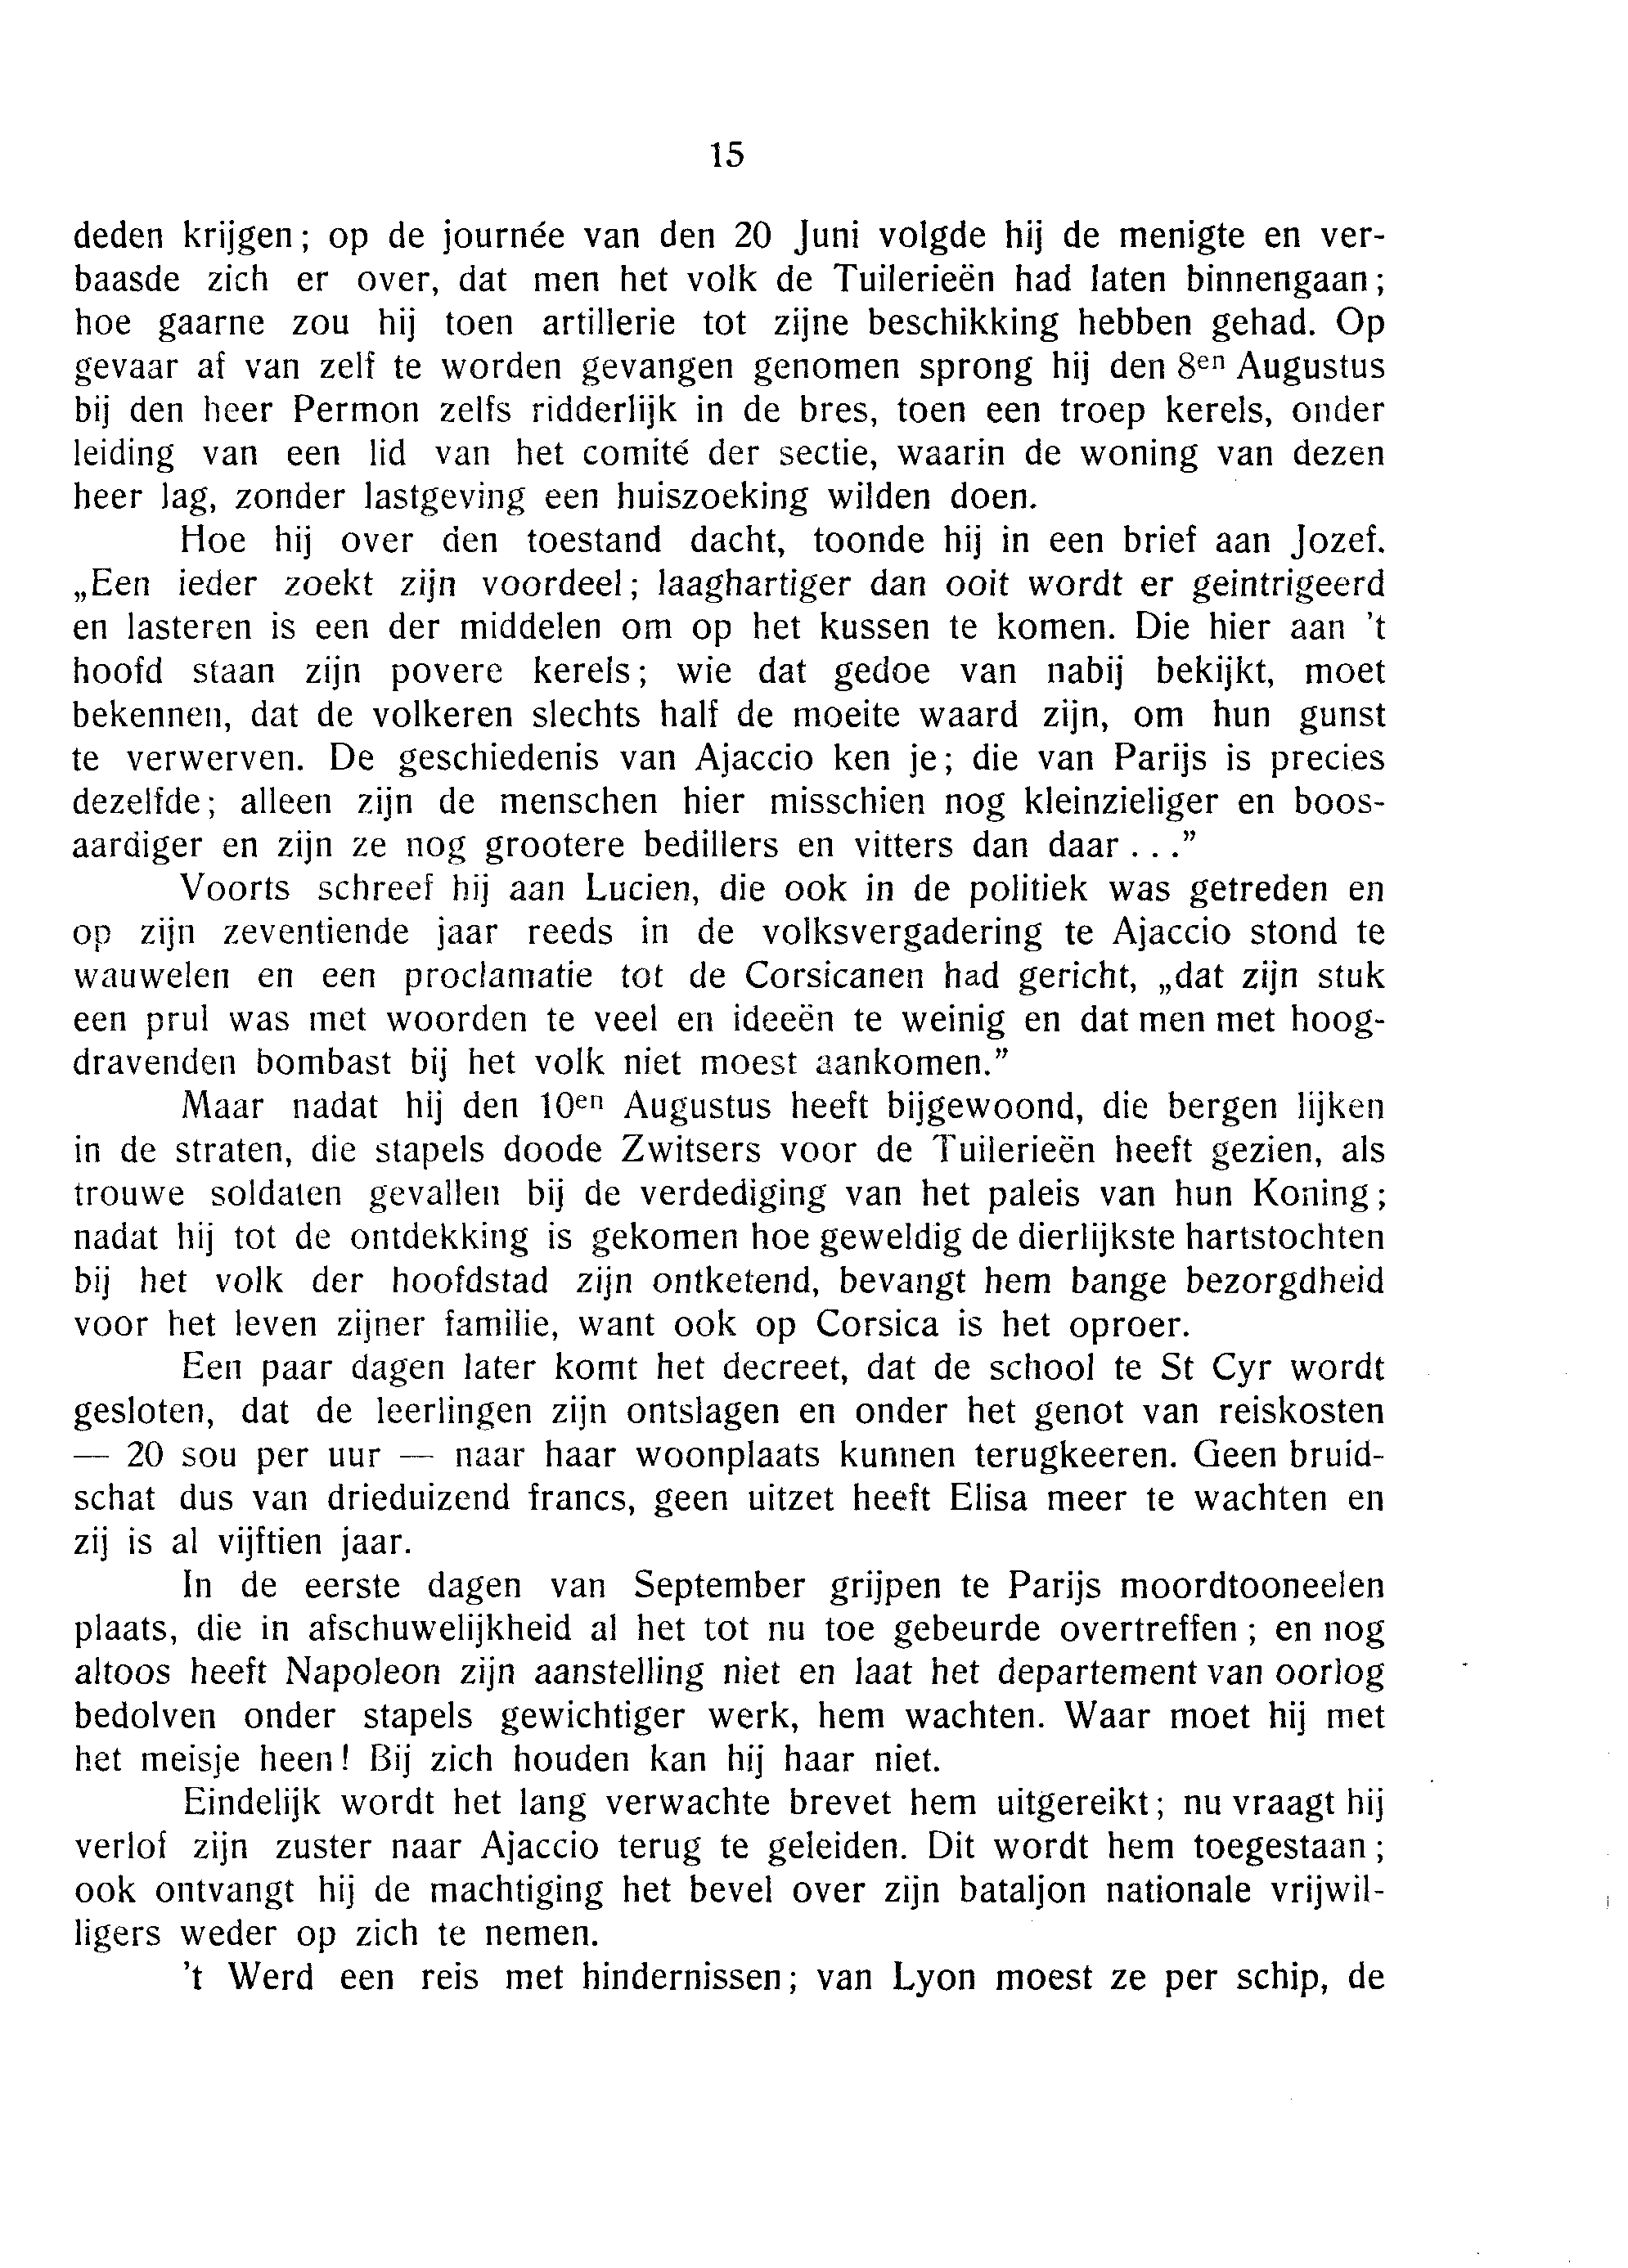 15
deden krijgen; op de journée van den 20 Juni volgde hij de menigte en ver-
baasde zich er over, dat men het volk de Tuilerieën had laten binnengaan;
hoe gaarne zou hij toen artillerie tot zijne beschikking hebben gehad. Op
gevaar af van zelf te worden gevangen genomen sprong hij den 8en Augustus
bij den heer Permon zelfs ridderlijk in de bres, toen een troep kerels, onder
leiding van een lid van het comité der sectie, waarin de woning van dezen
heer lag, zonder lastgeving een huiszoeking wilden doen.
Hoe hij over den toestand dacht, toonde hij in een brief aan Jozef.
„Een ieder zoekt zijn voordeel; laaghartiger dan ooit wordt er geintrigeerd
en lasteren is een der middelen om op het kussen te komen. Die hier aan 't
hoofd staan zijn povere kerels; wie dat gedoe van nabij bekijkt, moet
bekennen, dat de volkeren slechts half de moeite waard zijn, om hun gunst
te verwerven. De geschiedenis van Ajaccio ken je; die van Parijs is precies
dezelfde; alleen zijn de menschen hier misschien nog kleinzieliger en boos-
aardiger en zijn ze nog grootere bedillers en vitters dan daar . . .”
Voorts schreef hij aan Lucien, die ook in de politiek was getreden en
op zijn zeventiende jaar reeds in de volksvergadering te Ajaccio stond te
wauwelen en een proclamatie tot de Corsicanen had gericht, „dat zijn stuk
een prul was met woorden te veel en ideeën te weinig en dat men met hoog-
dravenden bombast bij het volk niet moest aankomen.”
Maar nadat hij den 10en Augustus heeft bijgewoond, die bergen lijken
in de straten, die stapels doode Zwitsers voor de Tuilerieën heeft gezien, als
trouwe soldaten gevallen bij de verdediging van het paleis van hun Koning;
nadat hij tot de ontdekking is gekomen hoe geweldig de dierlijkste hartstochten
bij het volk der hoofdstad zijn ontketend, bevangt hem bange bezorgdheid
voor het leven zijner familie, want ook op Corsica is het oproer.
Een paar dagen later komt het decreet, dat de school te St Cyr wordt
gesloten, dat de leerlingen zijn ontslagen en onder het genot van reiskosten
— 20 sou per uur — naar haar woonplaats kunnen terugkeeren. Geen bruid-
schat dus van drieduizend francs, geen uitzet heeft Elisa meer te wachten en
zij is al vijftien jaar.
In de eerste dagen van September grijpen te Parijs moordtooneelen
plaats, die in afschuwelijkheid al het tot nu toe gebeurde overtreffen; en nog
altoos heeft Napoleon zijn aanstelling niet en laat het departement van oorlog
bedolven onder stapels gewichtiger werk, hem wachten. Waar moet hij met
het meisje heen! Bij zich houden kan hij haar niet.
Eindelijk wordt het lang verwachte brevet hem uitgereikt; nu vraagt hij
verlof zijn zuster naar Ajaccio terug te geleiden. Dit wordt hem toegestaan;
ook ontvangt hij de machtiging het bevel over zijn bataljon nationale vrijwil-
ligers weder op zich te nemen.
't Werd een reis met hindernissen; van Lyon moest ze per schip, de